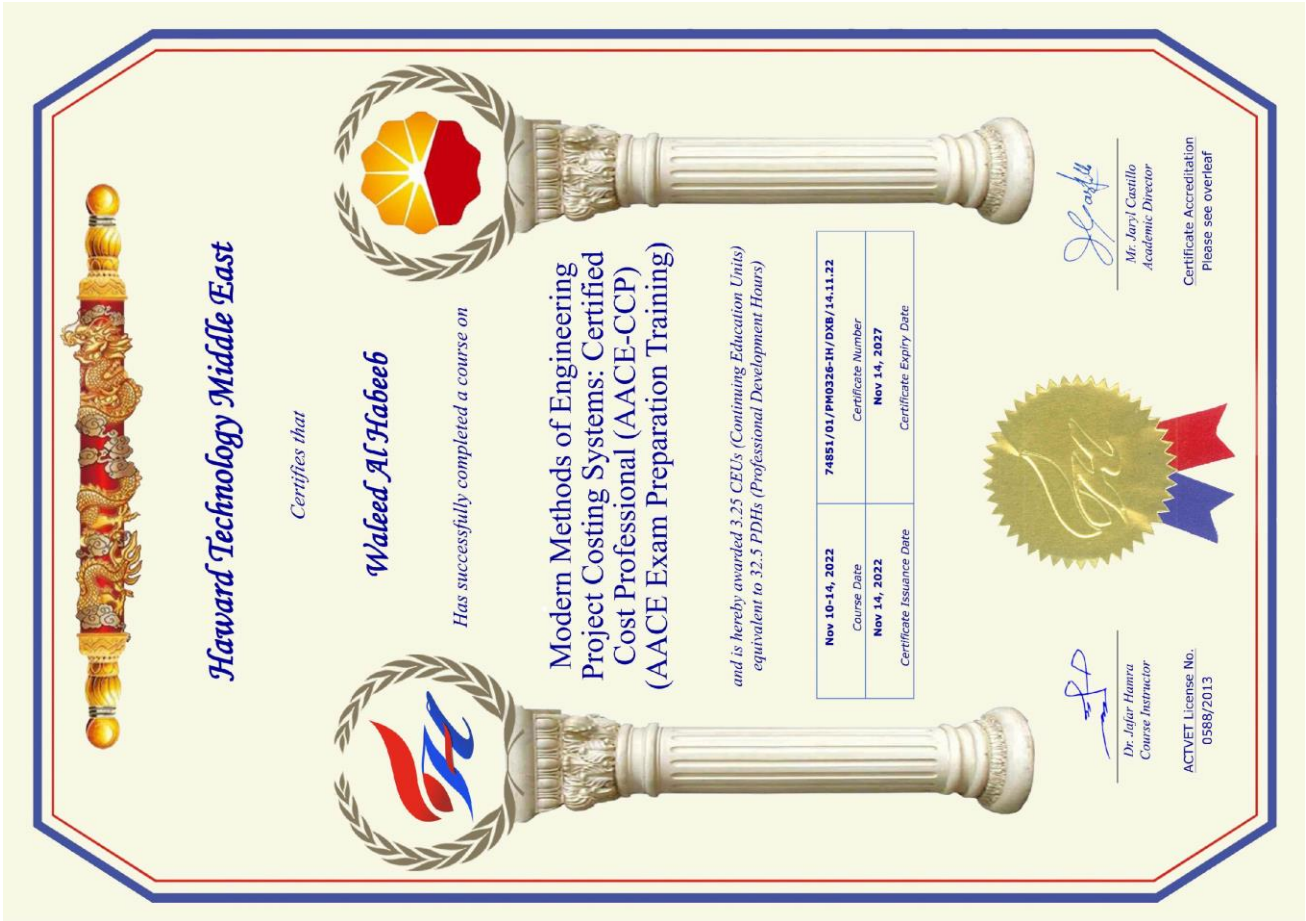 Haward Technology Middle East
Certifies that
Waleed Al Habeeb
Has successfully completed a course on
Modern Methods of Engineering
Project Costing Systems: Certified
Cost Professional (AACE-CCP)
(AACE Exam Preparation Training)
and is hereby awarded 3.25 CEUs (Continuing Education Units)
equivalent to 32.5 PDHs (Professional Development Hours)
Nov 10-14, 2022 74851/01/PM0326-IH/DXB/14.11.22
Course Date Certificate Number
Nov 14, 2022 Nov 14, 2027
Certificate Issuance Date Certificate Expiry Date
Dr. Jafar Hamra
Course Instructor
ACTVET License No.
0588/2013
Mr. Jaryl Castillo
Academic Director
Certificate Accreditation
Please see overleaf